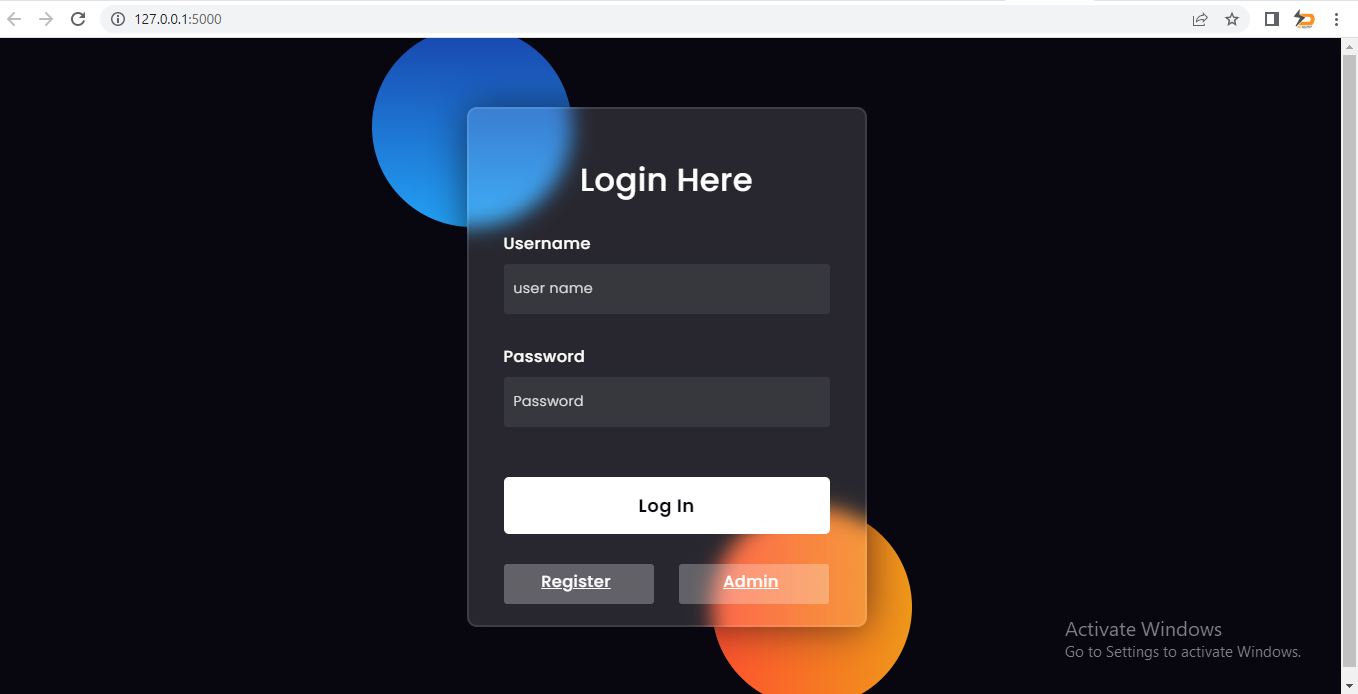 127.0.0.1:5000
Login Here
Username
user name
Password
Password
Log In
Register Admin
Activate Windows
Go to Settings to activate Windows.